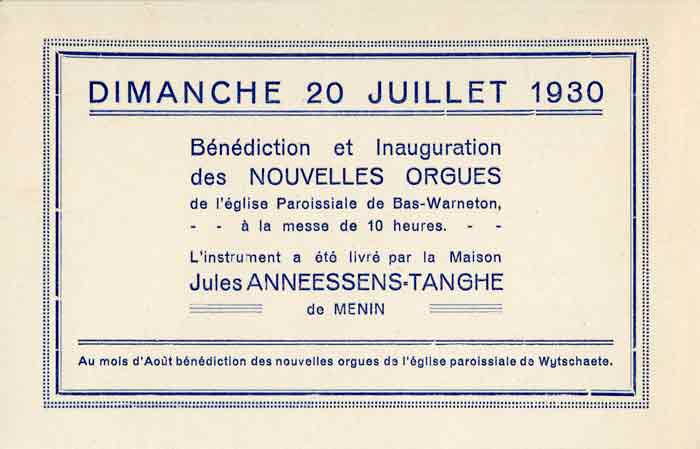 DIMANCHE 20 JUILLET 1930
Bénédiction et Inauguration
des NOUVELLES ORGUES
de l'église Paroissiale de Bas-Warneton,
- - à la messe de 10 heures. - -
L'instrument a été livré par la Maison
Jules ANNEESSENS-TANGHE
de MENIN
Au mois d'Août bénédiction des nouvelles orgues de l'église paroissiale de Wytschaete.